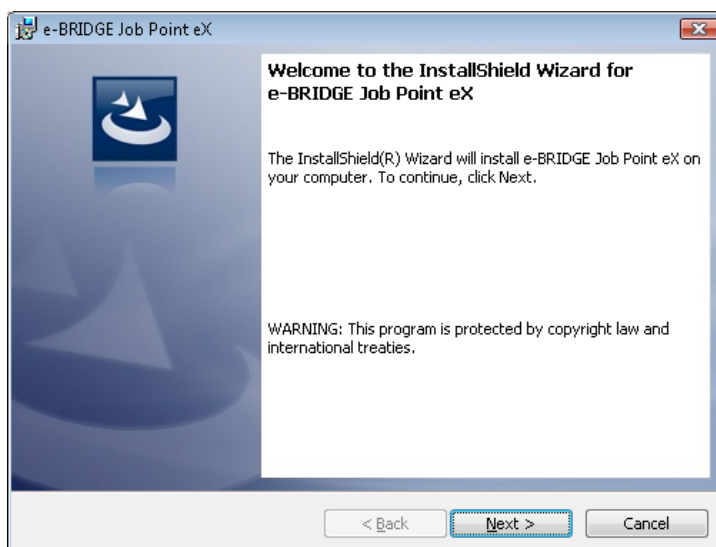 e-BRIDGE Job Point eX
Welcome to the InstallShield Wizard for
e-BRIDGE Job Point eX
The InstallShield(R) Wizard will install e-BRIDGE Job Point eX on
your computer. To continue, click Next.
WARNING: This program is protected by copyright law and
international treaties.
< Back
Next >
Cancel